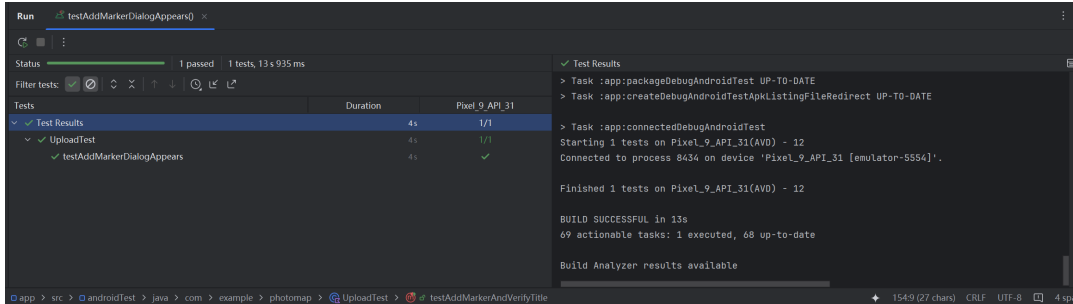 Run testAddMarkerDialogAppears() ×
Status 1 passed 1 tests, 13 s 935 ms
Filter tests:
Tests Duration Pixel_9_API_31
Test Results 4s 1/1
UploadTest 4s 1/1
testAddMarkerDialogAppears 4s
Test Results
> Task :app:packageDebugAndroidTest UP-TO-DATE
> Task :app:createDebugAndroidTestApkListingFileRedirect UP-TO-DATE
> Task :app:connectedDebugAndroidTest
Starting 1 tests on Pixel_9_API_31(AVD) - 12
Connected to process 8434 on device 'Pixel_9_API_31 [emulator-5554]'.
Finished 1 tests on Pixel_9_API_31(AVD) - 12
BUILD SUCCESSFUL in 13s
69 actionable tasks: 1 executed, 68 up-to-date
Build Analyzer results available
app > src > androidTest > java > com > example > photomap > UploadTest > testAddMarkerAndVerifyTitle 154:9 (27 chars) CRLF UTF-8 4 spa